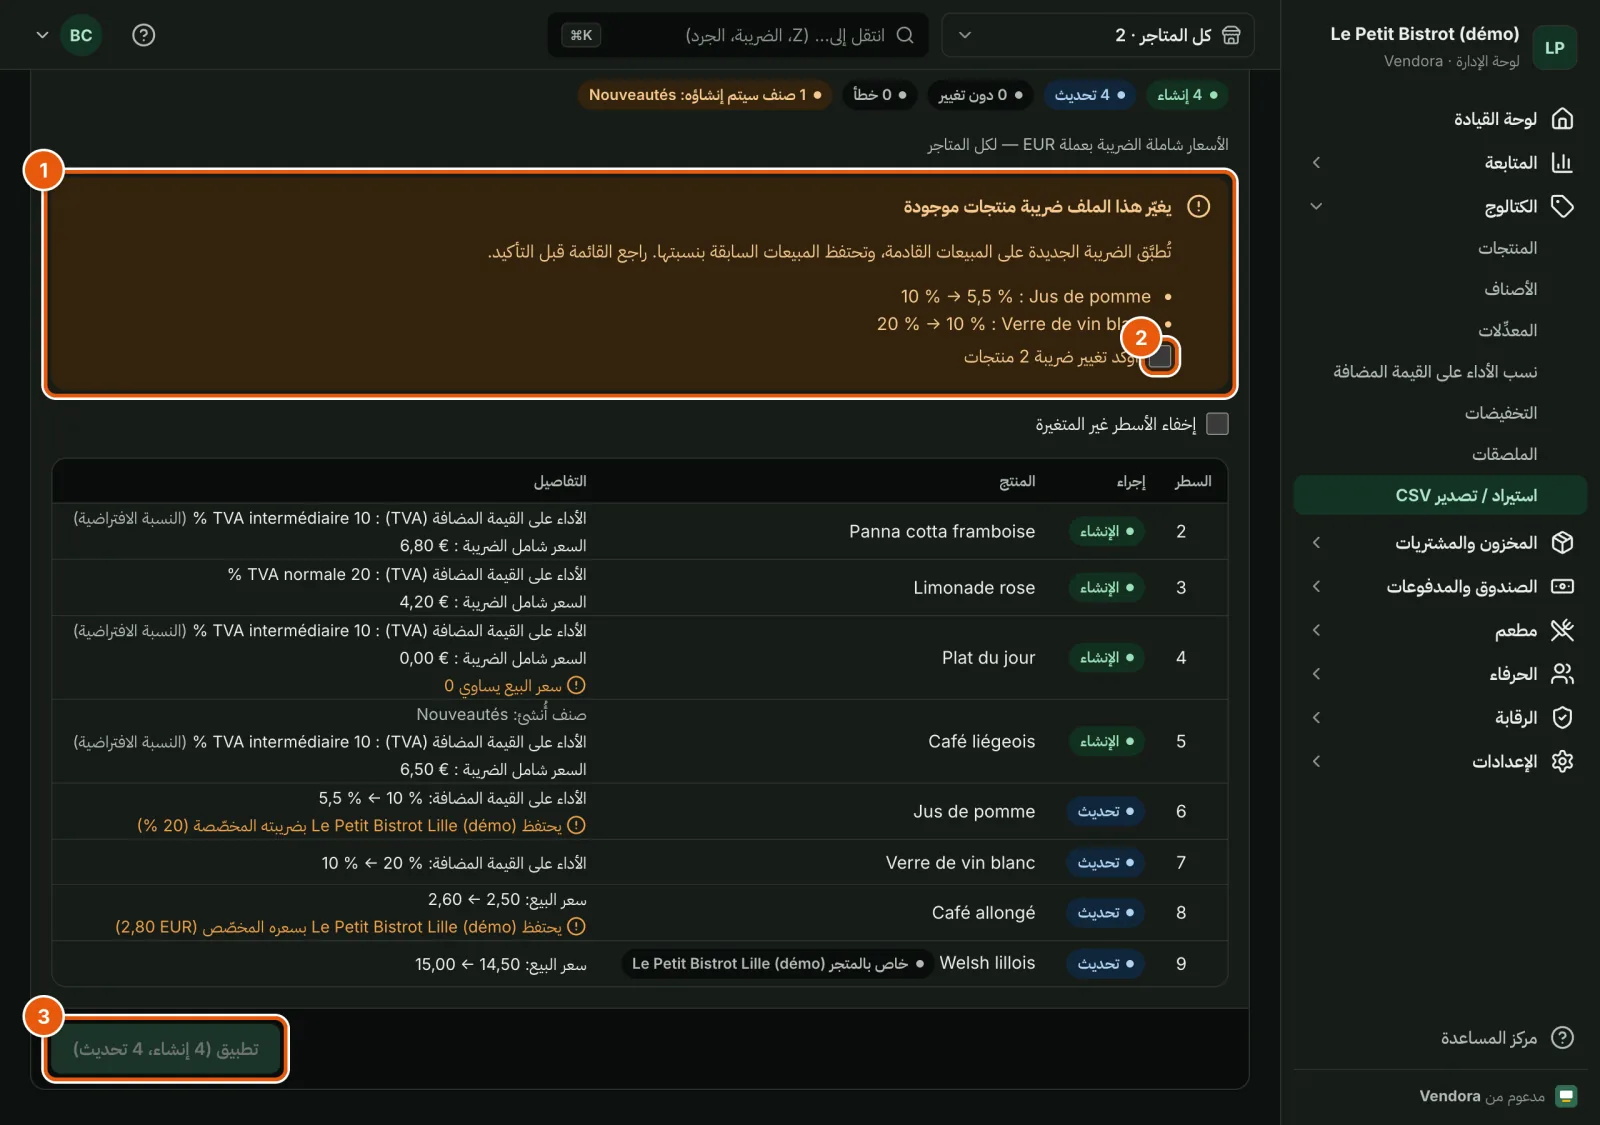 LP
Le Petit Bistrot (démo)
لوحة الإدارة · Vendora
لوحة القيادة
المتابعة
الكتالوج
المنتجات
الأصناف
المعدِّلات
نسب الأداء على القيمة المضافة
التخفيضات
الملصقات
استيراد / تصدير CSV
المخزون والمشتريات
الصندوق والمدفوعات
مطعم
الحرفاء
الرقابة
الإعدادات
مركز المساعدة
مدعوم من Vendora
كل المتاجر · 2
انتقل إلى... (Z، الضريبة، الجرد)
⌘K
BC
4 إنشاء
4 تحديث
0 دون تغيير
0 خطأ
1 صنف سيتم إنشاؤه: Nouveautés
الأسعار شاملة الضريبة بعملة EUR — لكل المتاجر
1
يغيّر هذا الملف ضريبة منتجات موجودة
تُطبَّق الضريبة الجديدة على المبيعات القادمة، وتحتفظ المبيعات السابقة بنسبتها. راجع القائمة قبل التأكيد.
10 % → 5,5 % : Jus de pomme
20 % → 10 % : Verre de vin
2
تغيير ضريبة 2 منتجات
إخفاء الأسطر غير المتغيرة
السطر إجراء المنتج التفاصيل
2 الإنشاء Panna cotta framboise
الأداء على القيمة المضافة (TVA) : TVA intermédiaire 10 % (النسبة الافتراضية)
السعر شامل الضريبة : 6,80 €
3 الإنشاء Limonade rose
الأداء على القيمة المضافة (TVA) : TVA normale 20 %
السعر شامل الضريبة : 4,20 €
4 الإنشاء Plat du jour
الأداء على القيمة المضافة (TVA) : TVA intermédiaire 10 % (النسبة الافتراضية)
السعر شامل الضريبة : 0,00 €
سعر البيع يساوي 0
5 الإنشاء Café liégeois
صنف أُنشئ: Nouveautés
الأداء على القيمة المضافة (TVA) : TVA intermédiaire 10 % (النسبة الافتراضية)
السعر شامل الضريبة : 6,50 €
6 تحديث Jus de pomme
الأداء على القيمة المضافة: 10 % ← 5,5 %
يحتفظ Le Petit Bistrot Lille (démo) بضريبته المخصّصة (20 %)
7 تحديث Verre de vin blanc
الأداء على القيمة المضافة: 20 % ← 10 %
8 تحديث Café allongé
سعر البيع: 2,50 ← 2,60
يحتفظ Le Petit Bistrot Lille (démo) بسعره المخصّص (2,80 EUR)
9 تحديث Welsh lillois خاص بالمتجر Le Petit Bistrot Lille (démo)
سعر البيع: 14,50 ← 15,00
3
تطبيق (4 إنشاء، 4 تحديث)